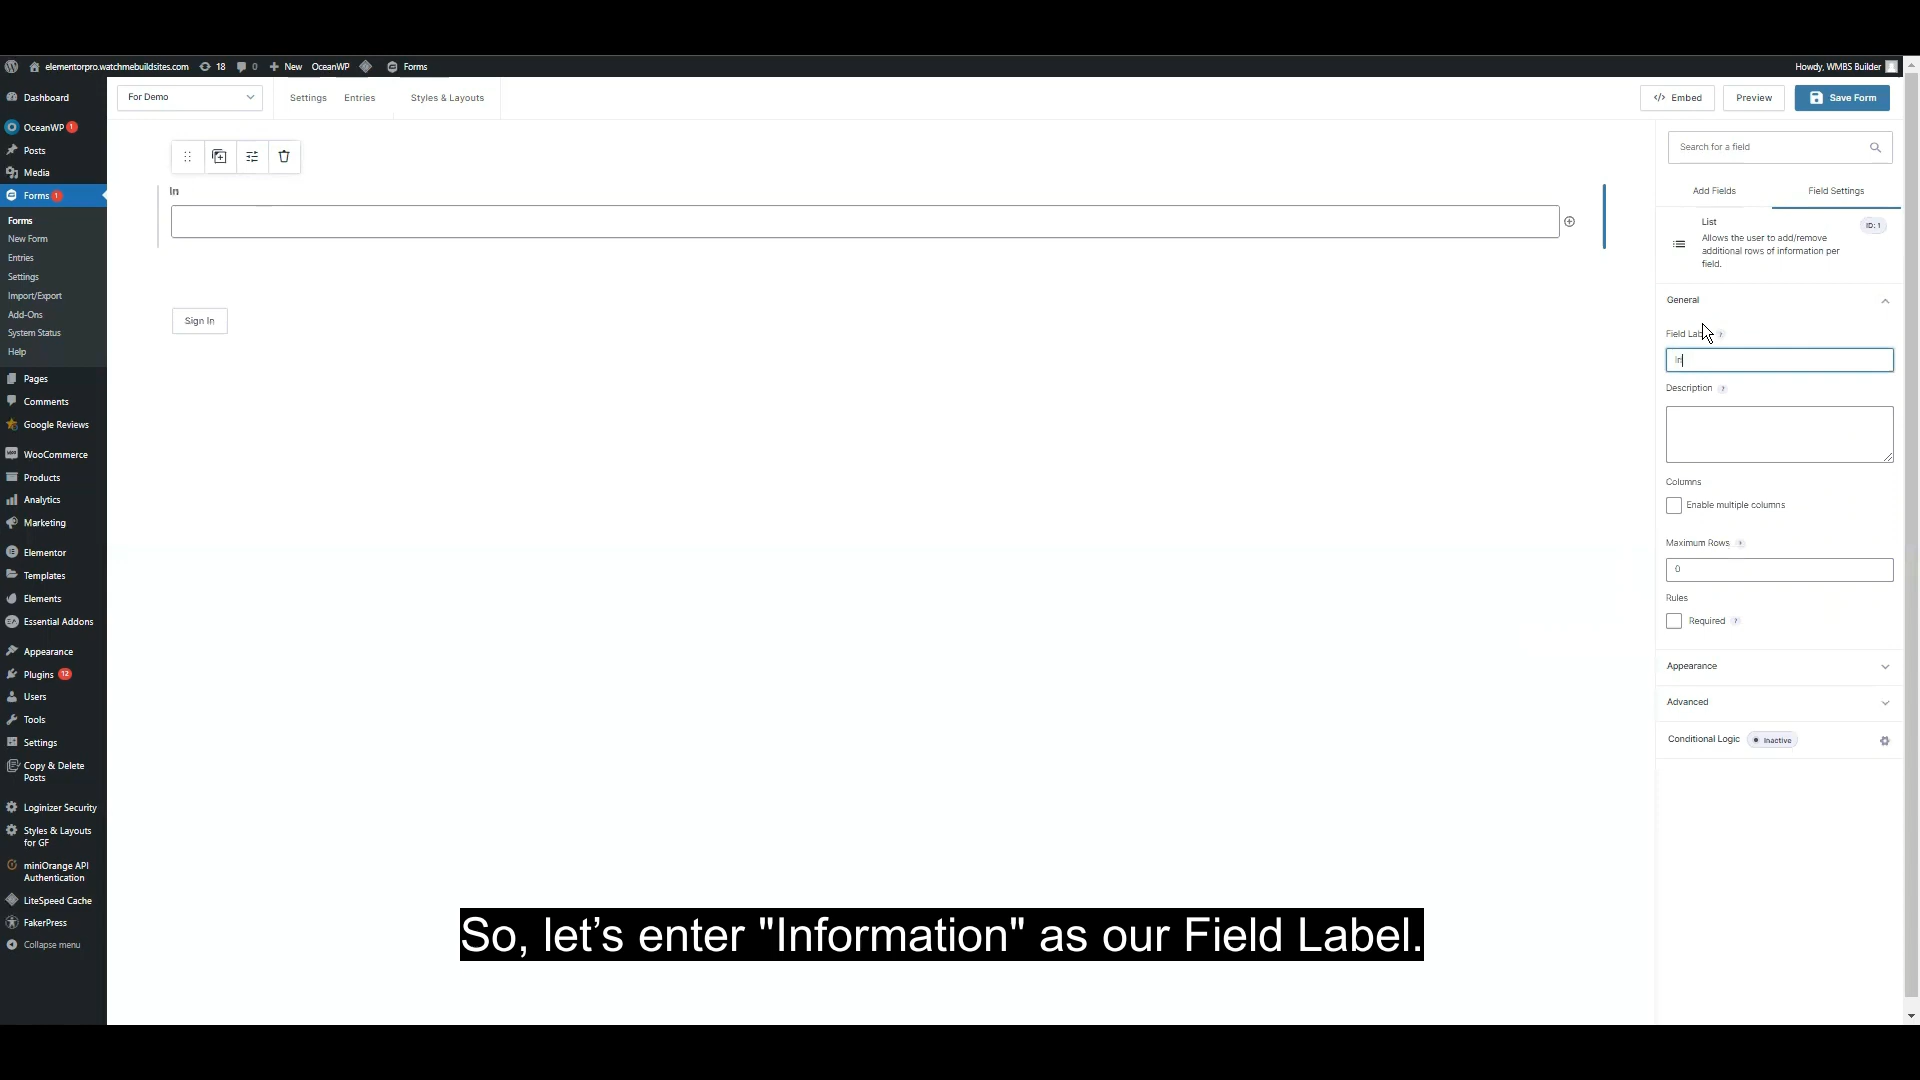 elementorpro.watchmebuildsites.com 18 0 New OceanWP Forms Howdy, WMBS Builder
Dashboard
OceanWP 1
Posts
Media
Forms 1
Forms
New Form
Entries
Settings
Import/Export
Add-Ons
System Status
Help
Pages
Comments
Google Reviews
WooCommerce
Products
Analytics
Marketing
Elementor
Templates
Elements
Essential Addons
Appearance
Plugins 12
Users
Tools
Settings
Copy & Delete
Posts
Loginizer Security
Styles & Layouts
for GF
miniOrange API
Authentication
LiteSpeed Cache
FakerPress
Collapse menu
For Demo Settings Entries Styles & Layouts Embed Preview Save Form
In
Sign In
Search for a field
Add Fields Field Settings
List ID: 1
Allows the user to add/remove
additional rows of information per
field.
General
Field Lab ?
In
Description ?
Columns
Enable multiple columns
Maximum Rows ?
0
Rules
Required ?
Appearance
Advanced
Conditional Logic Inactive
So, let’s enter "Information" as our Field Label.